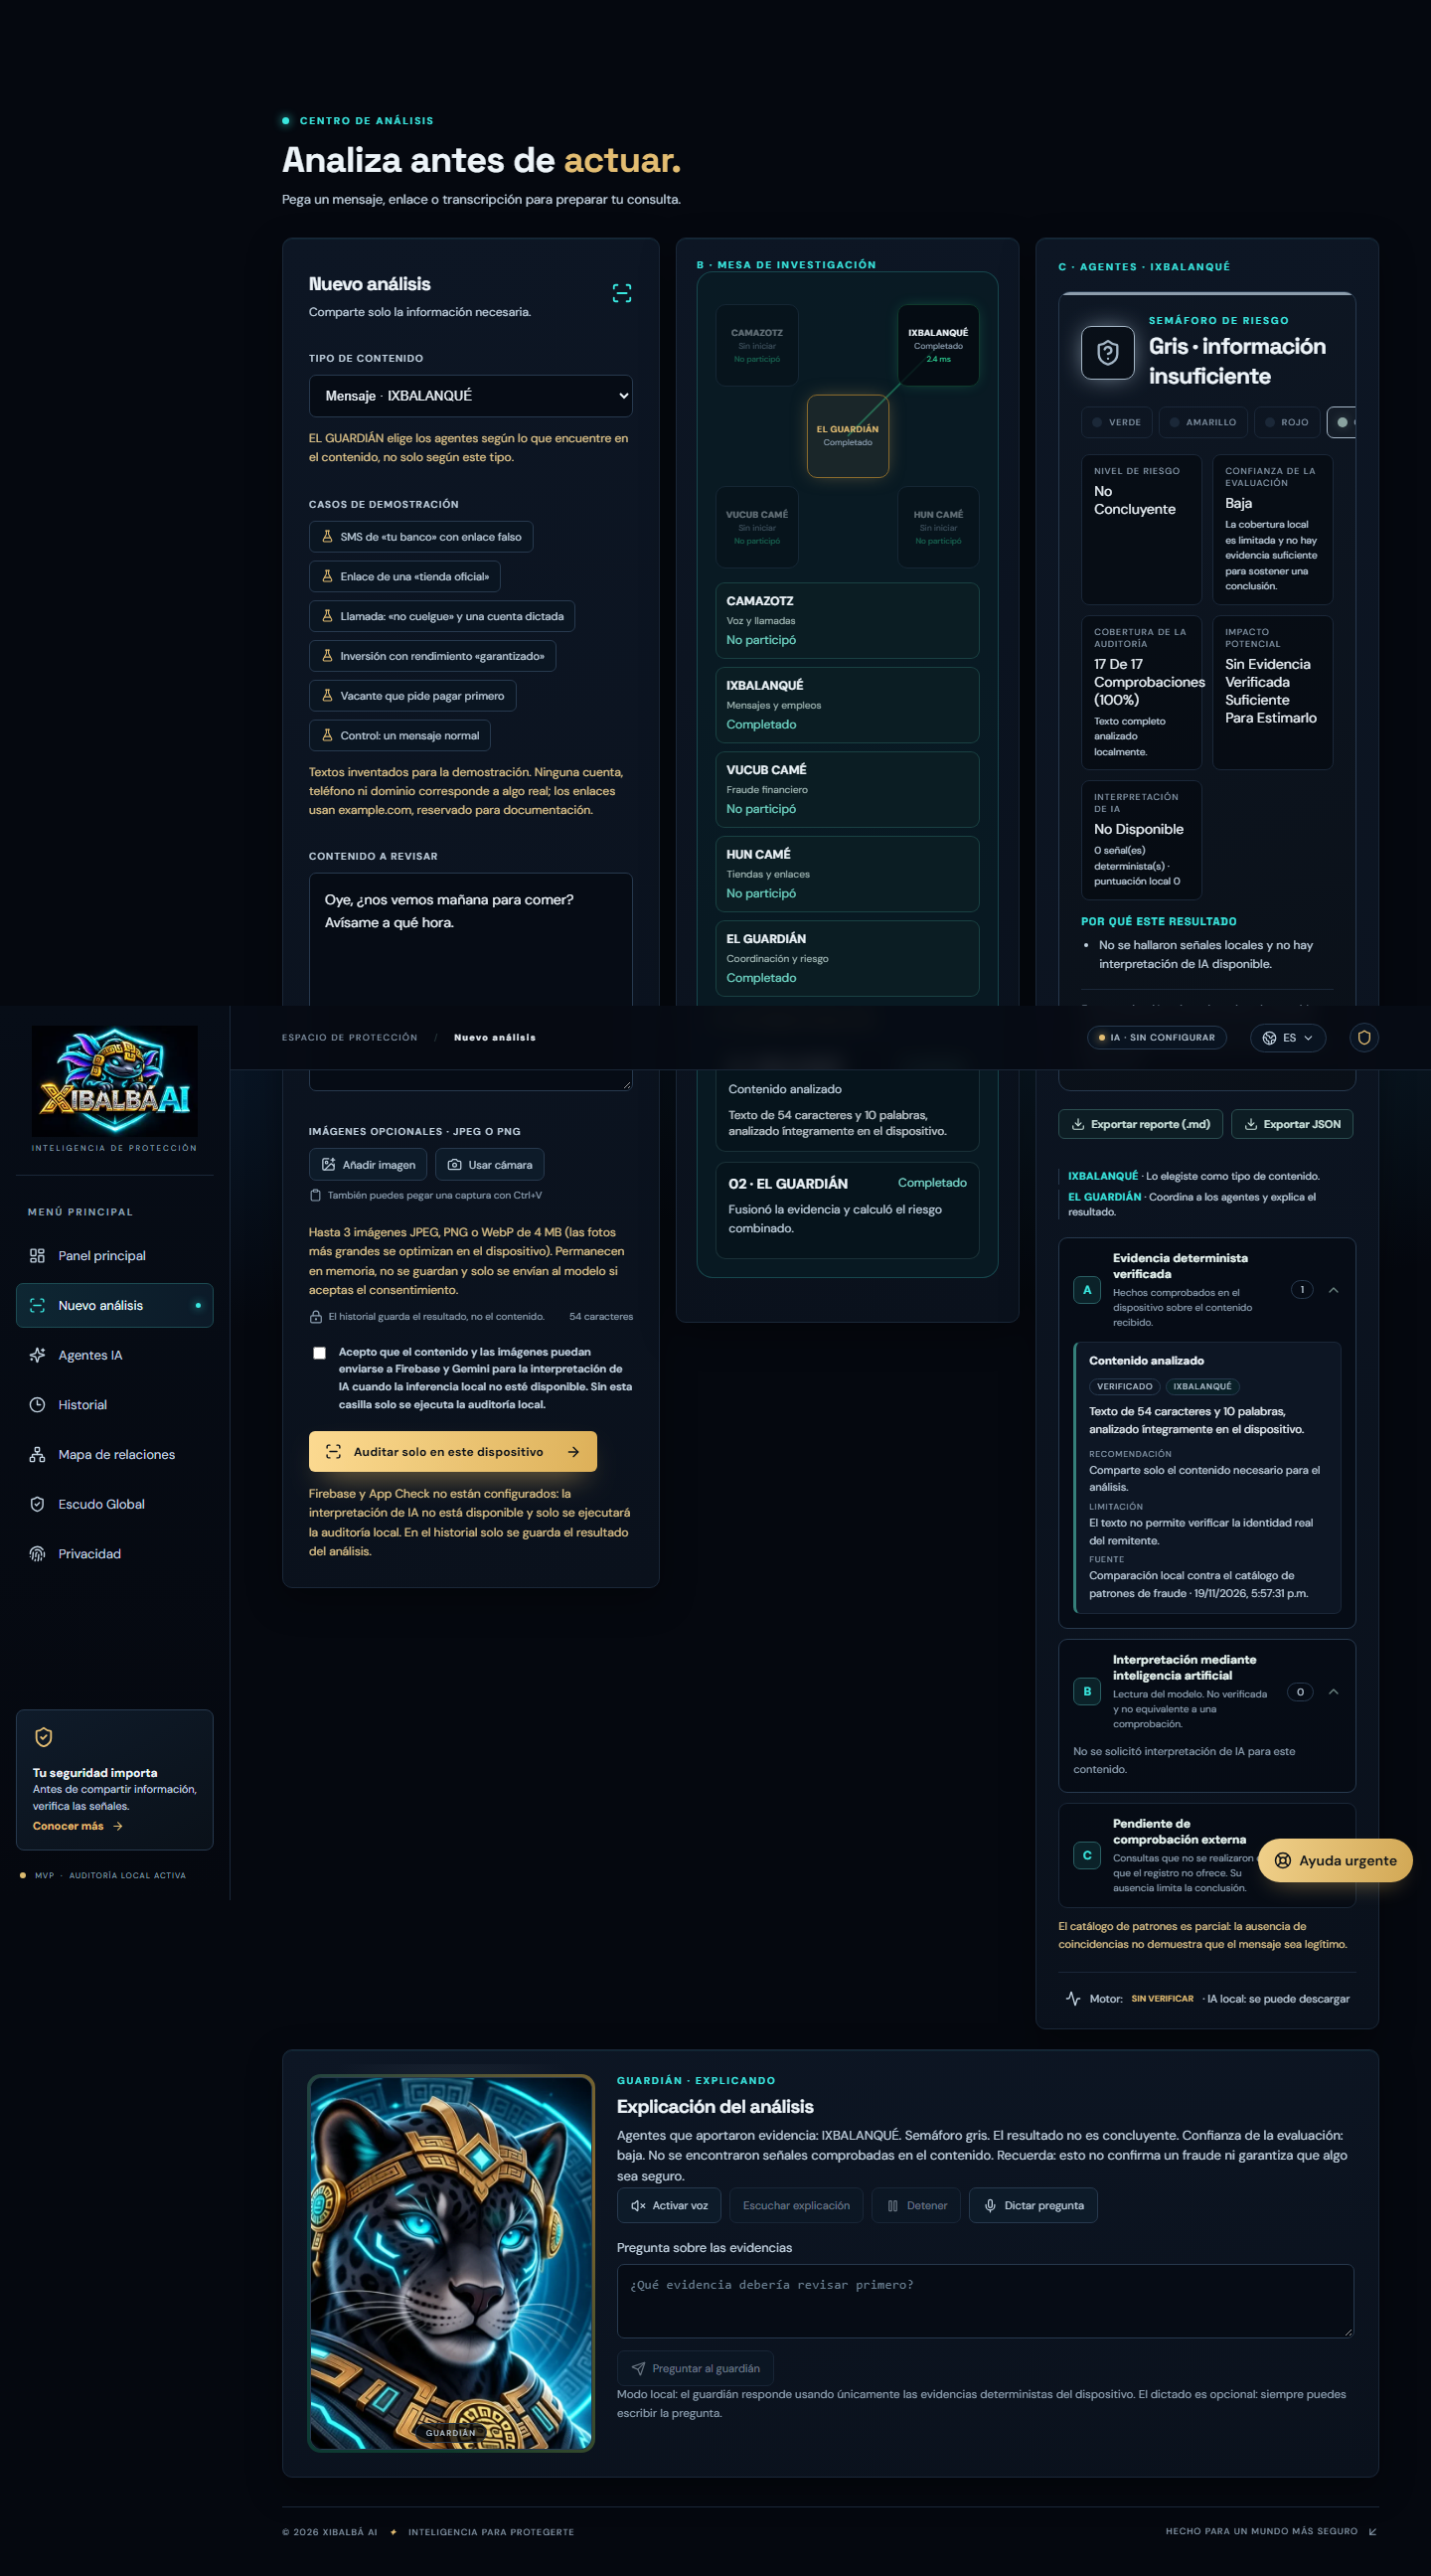 CENTRO DE ANÁLISIS
Analiza antes de actuar.
Pega un mensaje, enlace o transcripción para preparar tu consulta.
Nuevo análisis
Comparte solo la información necesaria.
TIPO DE CONTENIDO
Mensaje · IXBALANQUÉ
EL GUARDIÁN elige los agentes según lo que encuentre en
el contenido, no solo según este tipo.
CASOS DE DEMOSTRACIÓN
SMS de «tu banco» con enlace falso
Enlace de una «tienda oficial»
Llamada: «no cuelgue» y una cuenta dictada
Inversión con rendimiento «garantizado»
Vacante que pide pagar primero
Control: un mensaje normal
Textos inventados para la demostración. Ninguna cuenta,
teléfono ni dominio corresponde a algo real; los enlaces
usan example.com, reservado para documentación.
CONTENIDO A REVISAR
Oye, ¿nos vemos mañana para comer?
Avísame a qué hora.
B · MESA DE INVESTIGACIÓN
CAMAZOTZ
Sin iniciar
No participó
IXBALANQUÉ
Completado
2.4 ms
EL GUARDIÁN
Completado
VUCUB CAMÉ
Sin iniciar
No participó
HUN CAMÉ
Sin iniciar
No participó
CAMAZOTZ
Voz y llamadas
No participó
IXBALANQUÉ
Mensajes y empleos
Completado
VUCUB CAMÉ
Fraude financiero
No participó
HUN CAMÉ
Tiendas y enlaces
No participó
EL GUARDIÁN
Coordinación y riesgo
Completado
C · AGENTES · IXBALANQUÉ
SEMÁFORO DE RIESGO
Gris · información
insuficiente
VERDE
AMARILLO
ROJO
NIVEL DE RIESGO
No
Concluyente
CONFIANZA DE LA
EVALUACIÓN
Baja
La cobertura local
es limitada y no hay
evidencia suficiente
para sostener una
conclusión.
COBERTURA DE LA
AUDITORÍA
17 De 17
Comprobaciones
(100%)
Texto completo
analizado
localmente.
IMPACTO
POTENCIAL
Sin Evidencia
Verificada
Suficiente
Para Estimarlo
INTERPRETACIÓN
DE IA
No Disponible
0 señal(es)
determinista(s) ·
puntuación local 0
POR QUÉ ESTE RESULTADO
No se hallaron señales locales y no hay
interpretación de IA disponible.
XIBALBÁ AI
INTELIGENCIA DE PROTECCIÓN
ESPACIO DE PROTECCIÓN / Nuevo análisis
IA · SIN CONFIGURAR
ES
MENÚ PRINCIPAL
Panel principal
Nuevo análisis
Agentes IA
Historial
Mapa de relaciones
Escudo Global
Privacidad
Tu seguridad importa
Antes de compartir información,
verifica las señales.
Conocer más
MVP · AUDITORÍA LOCAL ACTIVA
IMÁGENES OPCIONALES · JPEG O PNG
Añadir imagen
Usar cámara
También puedes pegar una captura con Ctrl+V
Hasta 3 imágenes JPEG, PNG o WebP de 4 MB (las fotos
más grandes se optimizan en el dispositivo). Permanecen
en memoria, no se guardan y solo se envían al modelo si
aceptas el consentimiento.
El historial guarda el resultado, no el contenido.
54 caracteres
Acepto que el contenido y las imágenes puedan
enviarse a Firebase y Gemini para la interpretación de
IA cuando la inferencia local no esté disponible. Sin esta
casilla solo se ejecuta la auditoría local.
Auditar solo en este dispositivo
Firebase y App Check no están configurados: la
interpretación de IA no está disponible y solo se ejecutará
la auditoría local. En el historial solo se guarda el resultado
del análisis.
Contenido analizado
Texto de 54 caracteres y 10 palabras,
analizado íntegramente en el dispositivo.
02 · EL GUARDIÁN
Completado
Fusionó la evidencia y calculó el riesgo
combinado.
Exportar reporte (.md)
Exportar JSON
IXBALANQUÉ · Lo elegiste como tipo de contenido.
EL GUARDIÁN · Coordina a los agentes y explica el
resultado.
A
Evidencia determinista
verificada
Hechos comprobados en el
dispositivo sobre el contenido
recibido.
1
Contenido analizado
VERIFICADO
IXBALANQUÉ
Texto de 54 caracteres y 10 palabras,
analizado íntegramente en el dispositivo.
RECOMENDACIÓN
Comparte solo el contenido necesario para el
análisis.
LIMITACIÓN
El texto no permite verificar la identidad real
del remitente.
FUENTE
Comparación local contra el catálogo de
patrones de fraude · 19/11/2026, 5:57:31 p.m.
B
Interpretación mediante
inteligencia artificial
Lectura del modelo. No verificada
y no equivalente a una
comprobación.
0
No se solicitó interpretación de IA para este
contenido.
C
Pendiente de
comprobación externa
Consultas que no se realizaron
que el registro no ofrece. Su
ausencia limita la conclusión.
Ayuda urgente
El catálogo de patrones es parcial: la ausencia de
coincidencias no demuestra que el mensaje sea legítimo.
Motor: SIN VERIFICAR · IA local: se puede descargar
GUARDIÁN
GUARDIÁN · EXPLICANDO
Explicación del análisis
Agentes que aportaron evidencia: IXBALANQUÉ. Semáforo gris. El resultado no es concluyente. Confianza de la evaluación:
baja. No se encontraron señales comprobadas en el contenido. Recuerda: esto no confirma un fraude ni garantiza que algo
sea seguro.
Activar voz
Escuchar explicación
Detener
Dictar pregunta
Pregunta sobre las evidencias
¿Qué evidencia debería revisar primero?
Preguntar al guardián
Modo local: el guardián responde usando únicamente las evidencias deterministas del dispositivo. El dictado es opcional: siempre puedes
escribir la pregunta.
© 2026 XIBALBÁ AI ✦ INTELIGENCIA PARA PROTEGERTE
HECHO PARA UN MUNDO MÁS SEGURO